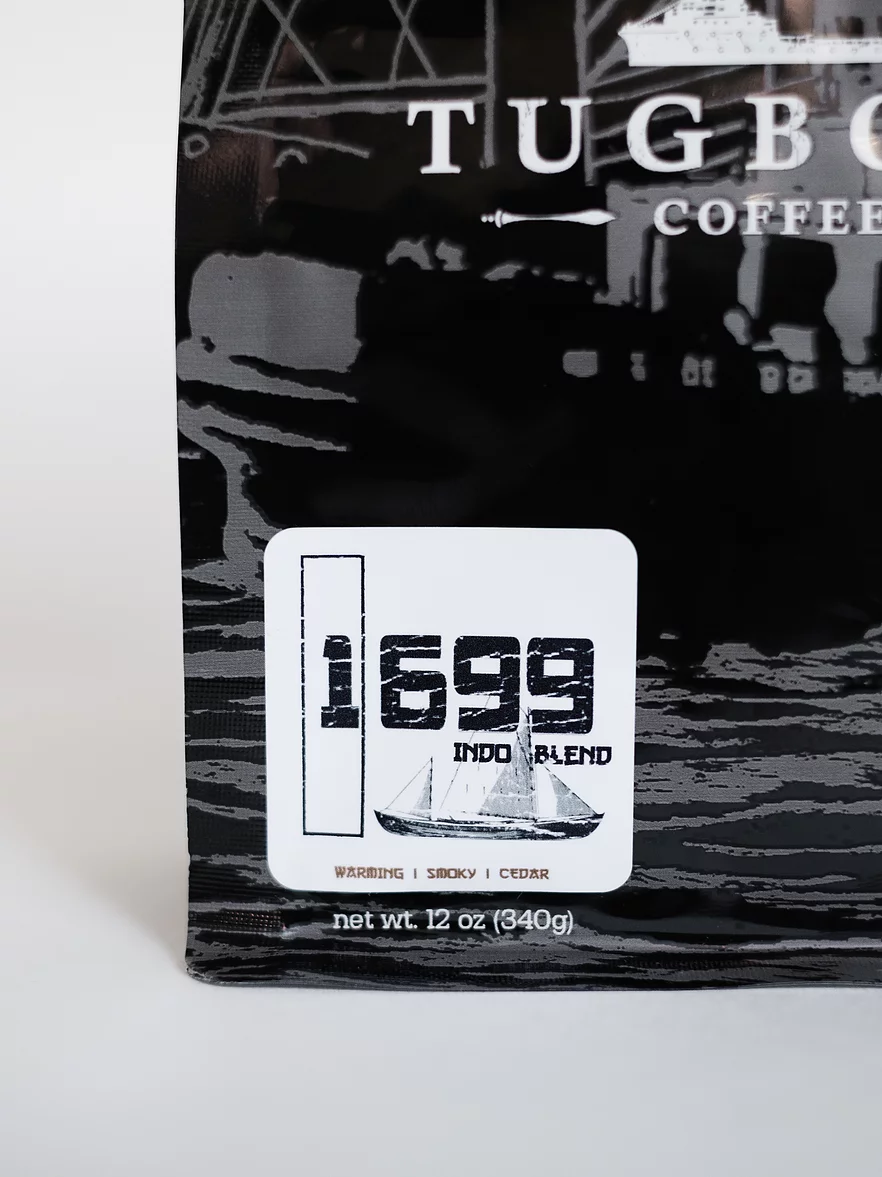 TUGBO
COFFEE
1699
INDO BLEND
WARMING | SMOKY | CEDAR
net wt. 12 oz (340g)